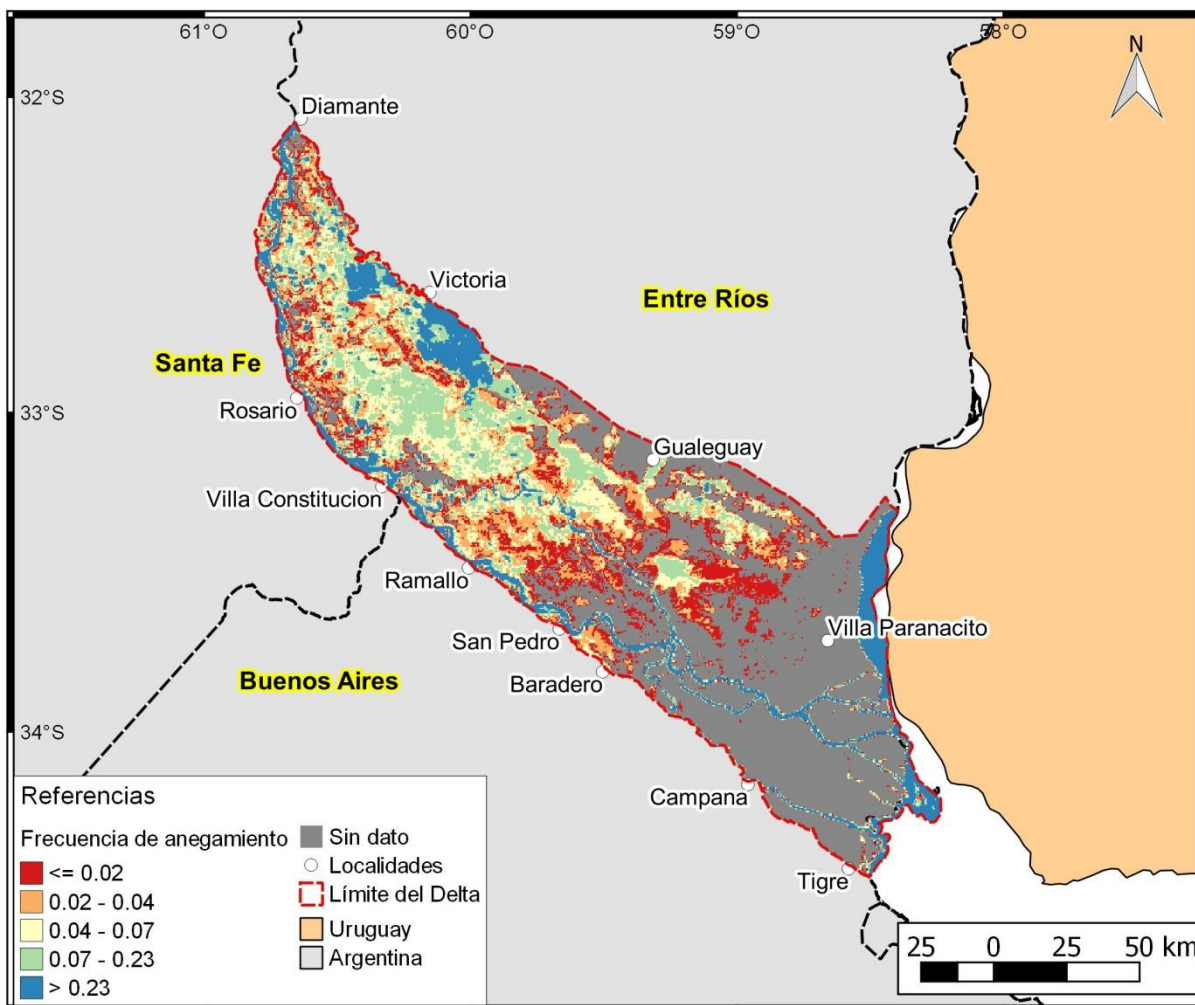 61°O
60°O
59°O
58°O
N
32°S
Diamante
Victoria
Entre Ríos
Santa Fe
33°S
Rosario
Gualeguay
Villa Constitucion
Ramallo
San Pedro
Villa Paranacito
Baradero
Buenos Aires
34°S
Campana
Tigre
Referencias
Frecuencia de anegamiento
<= 0.02
0.02 - 0.04
0.04 - 0.07
0.07 - 0.23
> 0.23
Sin dato
Localidades
Límite del Delta
Uruguay
Argentina
25 0 25 50 km